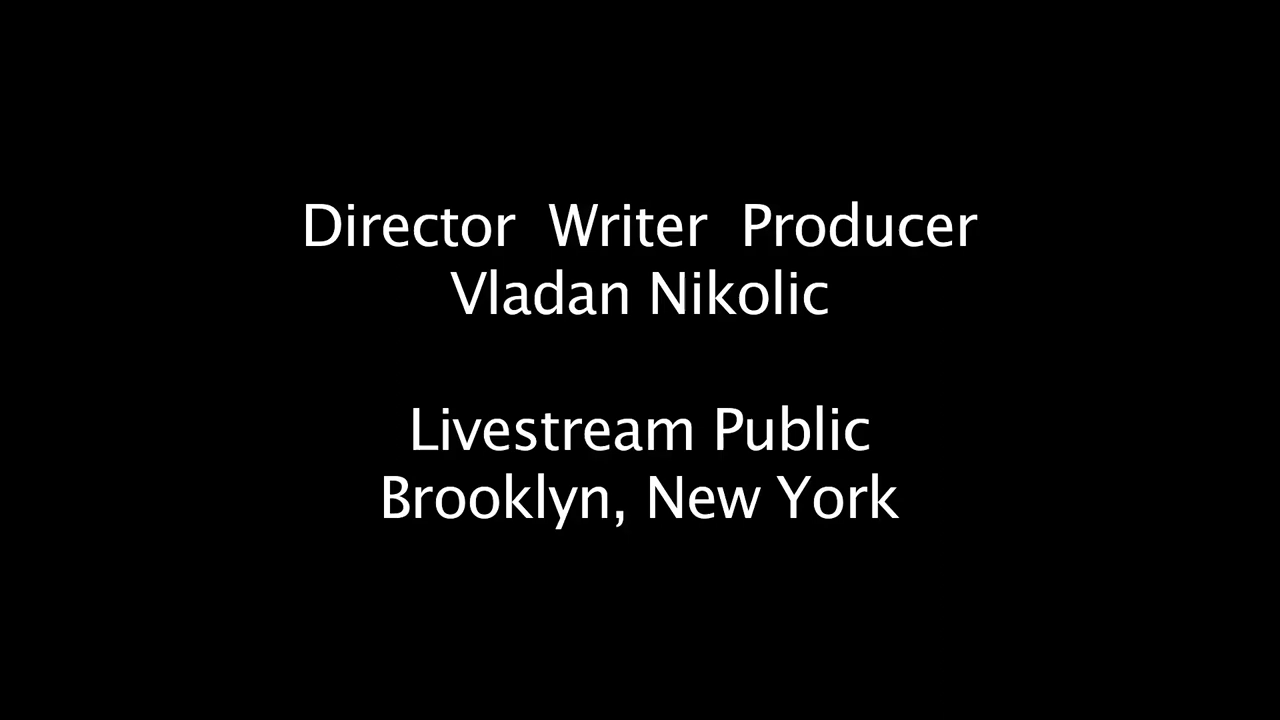 Director  Writer  Producer
Vladan Nikolic
Livestream Public
Brooklyn, New York